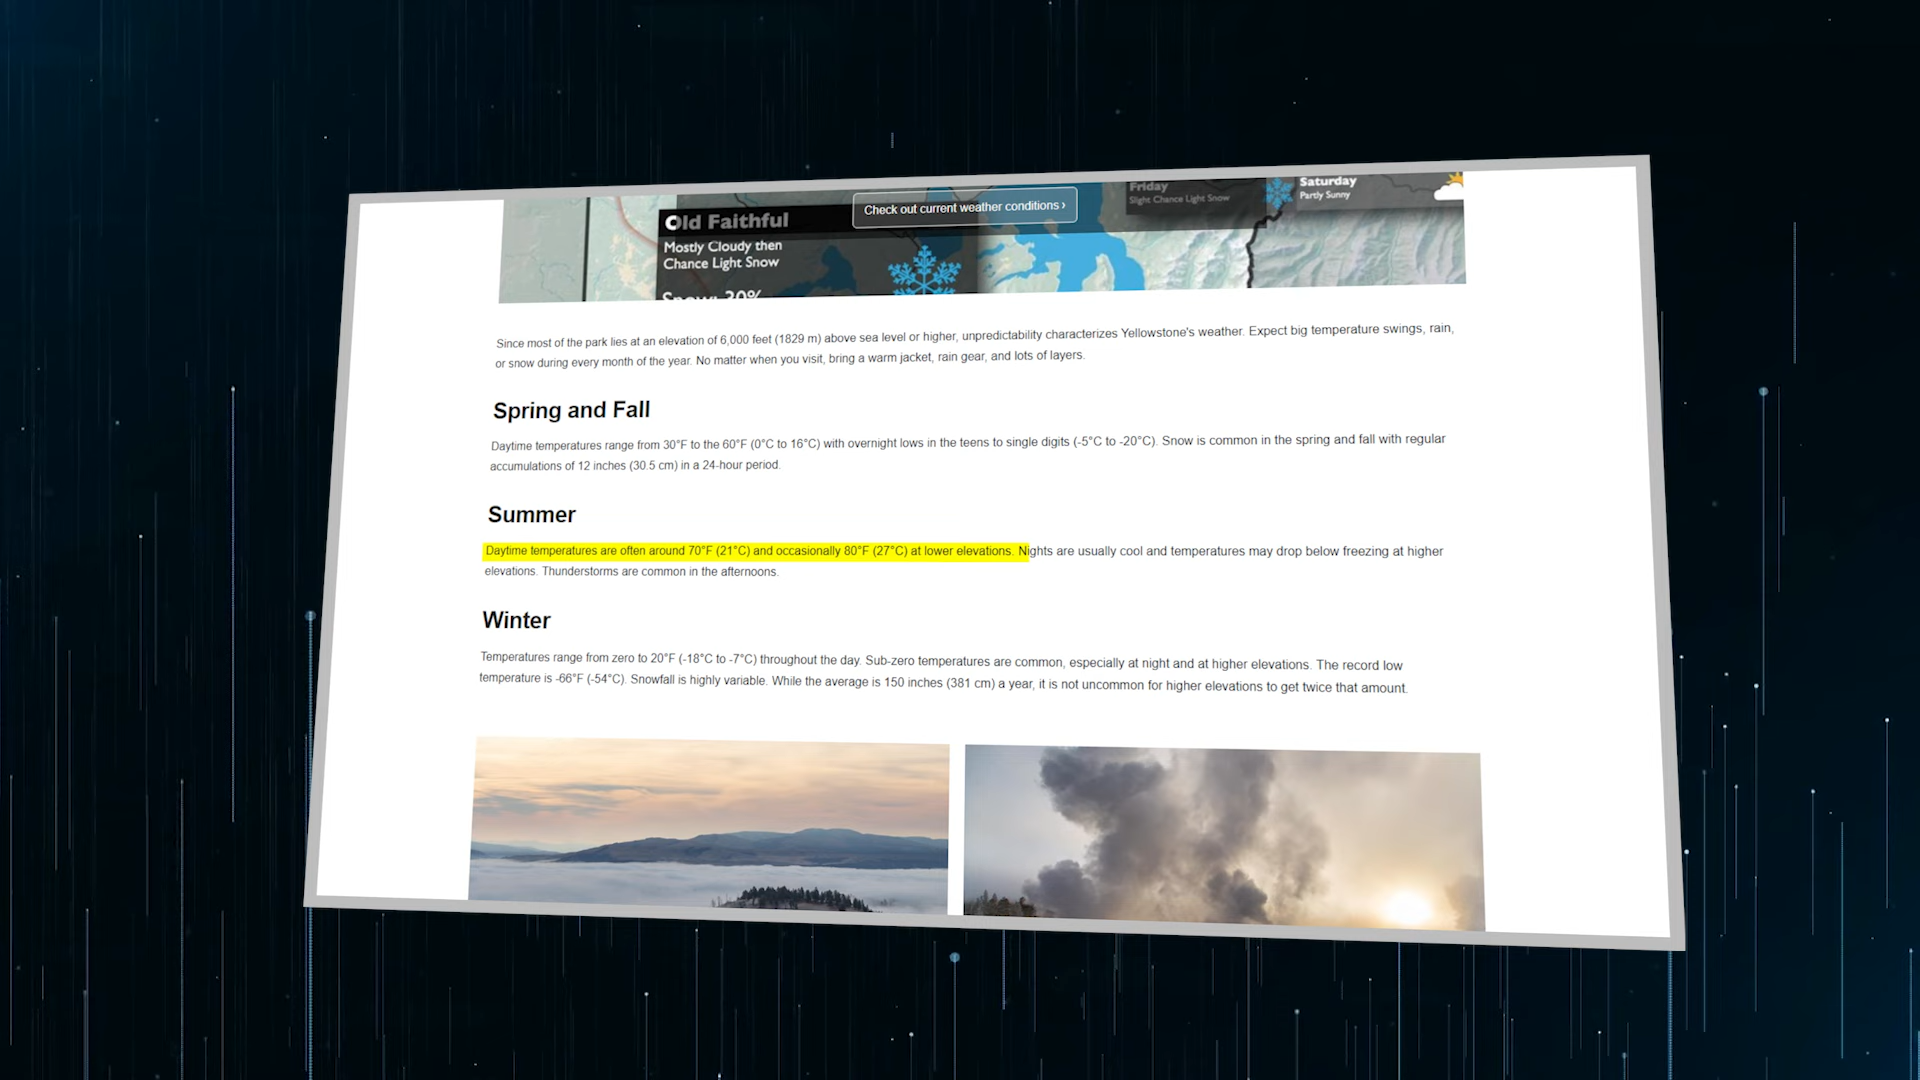 Old Faithful
Mostly Cloudy then
Chance Light Snow
Snow: 30%
Check out current weather conditions ›
Friday
Slight Chance Light Snow
Saturday
Partly Sunny
Since most of the park lies at an elevation of 6,000 feet (1829 m) above sea level or higher, unpredictability characterizes Yellowstone's weather. Expect big temperature swings, rain,
or snow during every month of the year. No matter when you visit, bring a warm jacket, rain gear, and lots of layers.
Spring and Fall
Daytime temperatures range from 30°F to the 60°F (0°C to 16°C) with overnight lows in the teens to single digits (-5°C to -20°C). Snow is common in the spring and fall with regular
accumulations of 12 inches (30.5 cm) in a 24-hour period.
Summer
Daytime temperatures are often around 70°F (21°C) and occasionally 80°F (27°C) at lower elevations. Nights are usually cool and temperatures may drop below freezing at higher
elevations. Thunderstorms are common in the afternoons.
Winter
Temperatures range from zero to 20°F (-18°C to -7°C) throughout the day. Sub-zero temperatures are common, especially at night and at higher elevations. The record low
temperature is -66°F (-54°C). Snowfall is highly variable. While the average is 150 inches (381 cm) a year, it is not uncommon for higher elevations to get twice that amount.